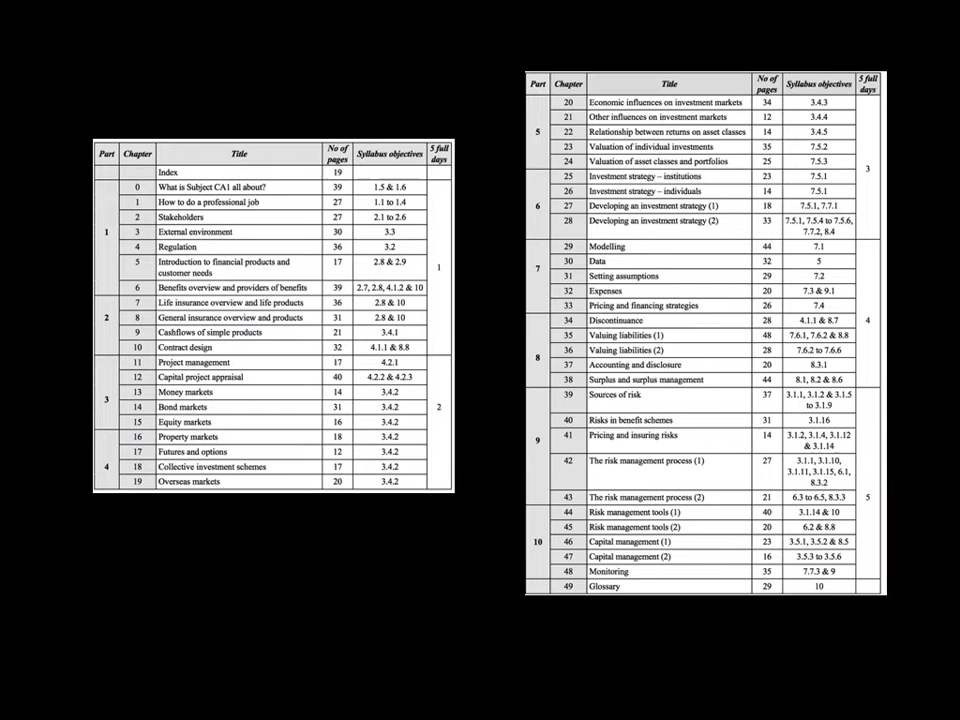 Part Chapter Title No of pages Syllabus objectives 5 full days
Index 19
1
0 What is Subject CA1 all about? 39 1.5 & 1.6
1 How to do a professional job 27 1.1 to 1.4
2 Stakeholders 27 2.1 to 2.6
3 External environment 30 3.3
4 Regulation 36 3.2
5 Introduction to financial products and customer needs 17 2.8 & 2.9
1
6 Benefits overview and providers of benefits 39 2.7, 2.8, 4.1.2 & 10
2
7 Life insurance overview and life products 36 2.8 & 10
8 General insurance overview and products 31 2.8 & 10
9 Cashflows of simple products 21 3.4.1
10 Contract design 32 4.1.1 & 8.8
3
11 Project management 17 4.2.1
12 Capital project appraisal 40 4.2.2 & 4.2.3
13 Money markets 14 3.4.2
14 Bond markets 31 3.4.2
2
15 Equity markets 16 3.4.2
4
16 Property markets 18 3.4.2
17 Futures and options 12 3.4.2
18 Collective investment schemes 17 3.4.2
19 Overseas markets 20 3.4.2
Part Chapter Title No of pages Syllabus objectives 5 full days
5
20 Economic influences on investment markets 34 3.4.3
21 Other influences on investment markets 12 3.4.4
22 Relationship between returns on asset classes 14 3.4.5
23 Valuation of individual investments 35 7.5.2
24 Valuation of asset classes and portfolios 25 7.5.3
3
6
25 Investment strategy – institutions 23 7.5.1
26 Investment strategy – individuals 14 7.5.1
27 Developing an investment strategy (1) 18 7.5.1, 7.7.1
28 Developing an investment strategy (2) 33 7.5.1, 7.5.4 to 7.5.6, 7.7.2, 8.4
7
29 Modelling 44 7.1
30 Data 32 5
31 Setting assumptions 29 7.2
32 Expenses 20 7.3 & 9.1
33 Pricing and financing strategies 26 7.4
4
8
34 Discontinuance 28 4.1.1 & 8.7
35 Valuing liabilities (1) 48 7.6.1, 7.6.2 & 8.8
36 Valuing liabilities (2) 28 7.6.2 to 7.6.6
37 Accounting and disclosure 20 8.3.1
38 Surplus and surplus management 44 8.1, 8.2 & 8.6
9
39 Sources of risk 37 3.1.1, 3.1.2 & 3.1.5 to 3.1.9
40 Risks in benefit schemes 31 3.1.16
41 Pricing and insuring risks 14 3.1.2, 3.1.4, 3.1.12 & 3.1.14
42 The risk management process (1) 27 3.1.1, 3.1.10, 3.1.11, 3.1.15, 6.1, 8.3.2
43 The risk management process (2) 21 6.3 to 6.5, 8.3.3
5
10
44 Risk management tools (1) 40 3.1.14 & 10
45 Risk management tools (2) 20 6.2 & 8.8
46 Capital management (1) 23 3.5.1, 3.5.2 & 8.5
47 Capital management (2) 16 3.5.3 to 3.5.6
48 Monitoring 35 7.7.3 & 9
49 Glossary 29 10